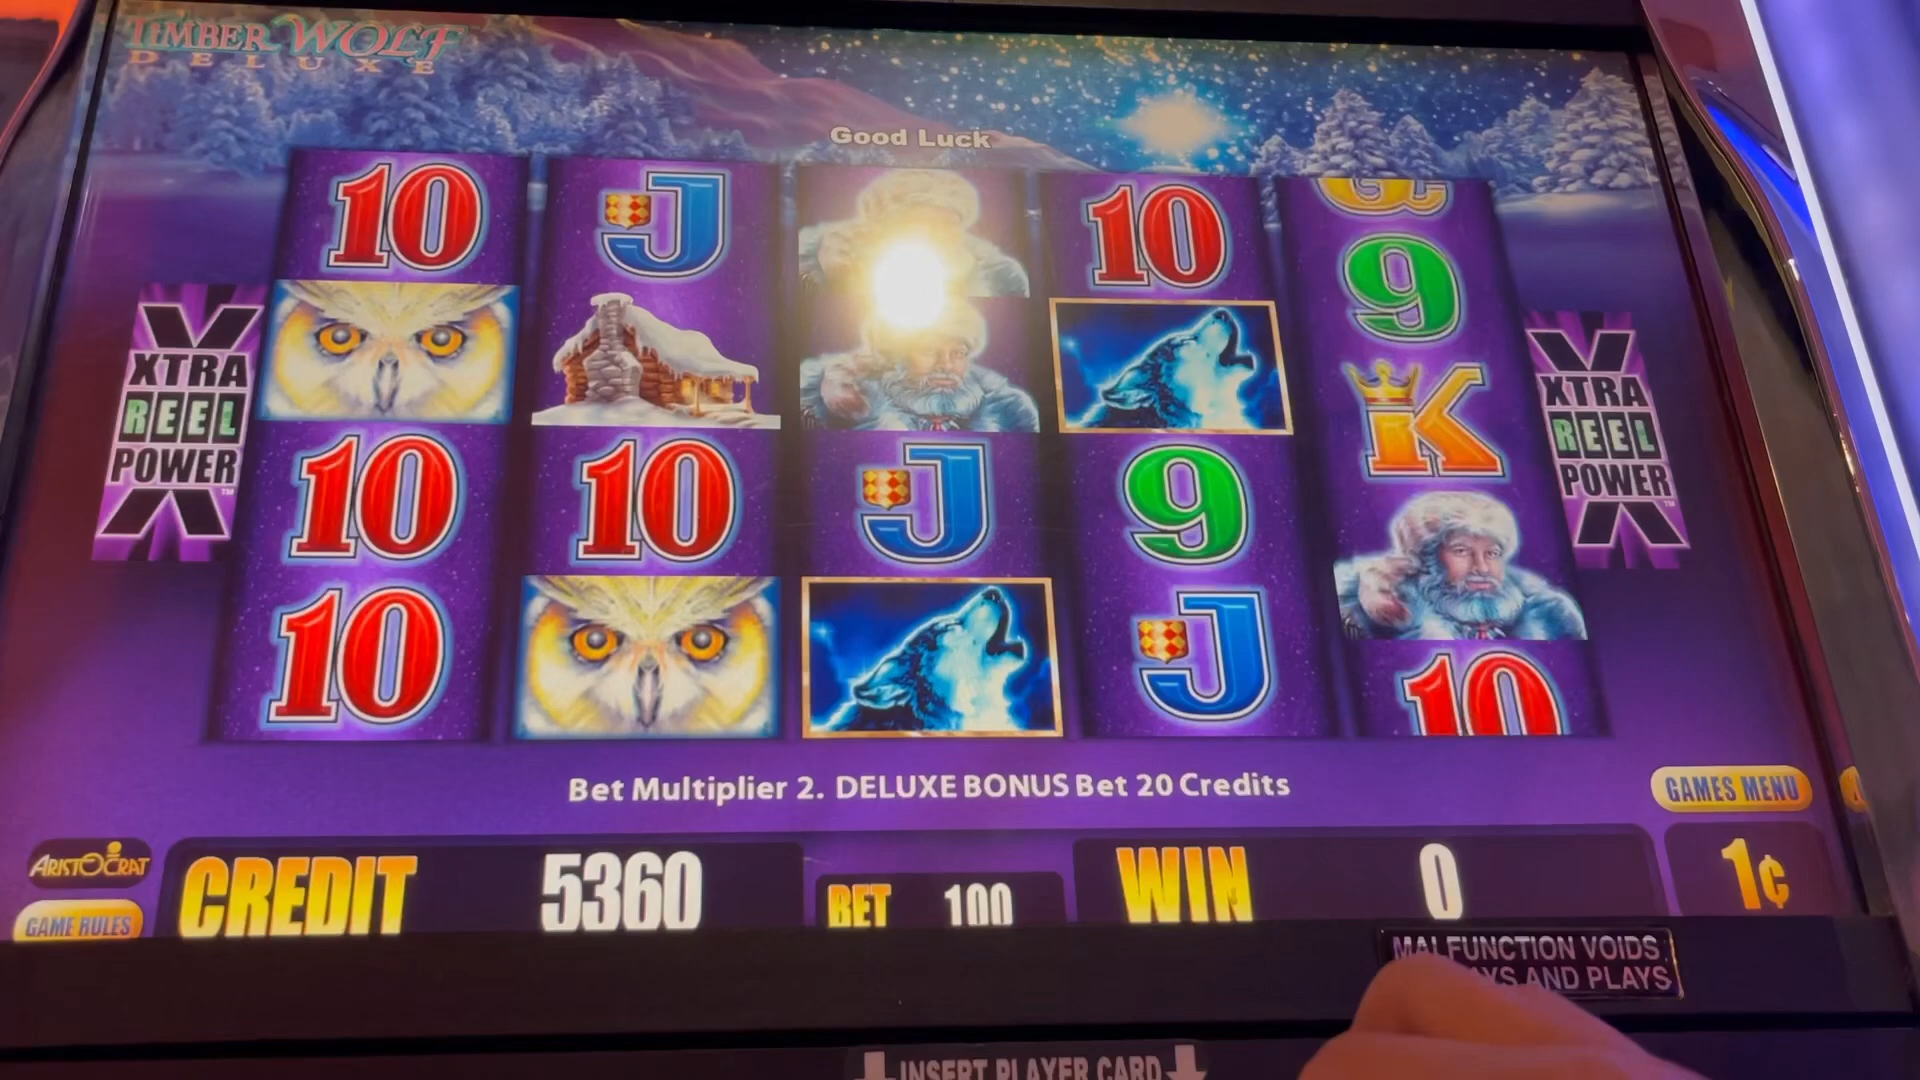 TIMBER WOLF
DELUXE
Good Luck
10 J 10 9
XTRA
REEL
POWER™
K
XTRA
REEL
POWER™
10 10 J 9
10 J 10
Bet Multiplier 2. DELUXE BONUS Bet 20 Credits
GAMES MENU
ARISTOCRAT
GAME RULES
CREDIT 5360 BET 100 WIN 0 1¢
MALFUNCTION VOIDS
AND PLAYS
INSERT PLAYER CARD